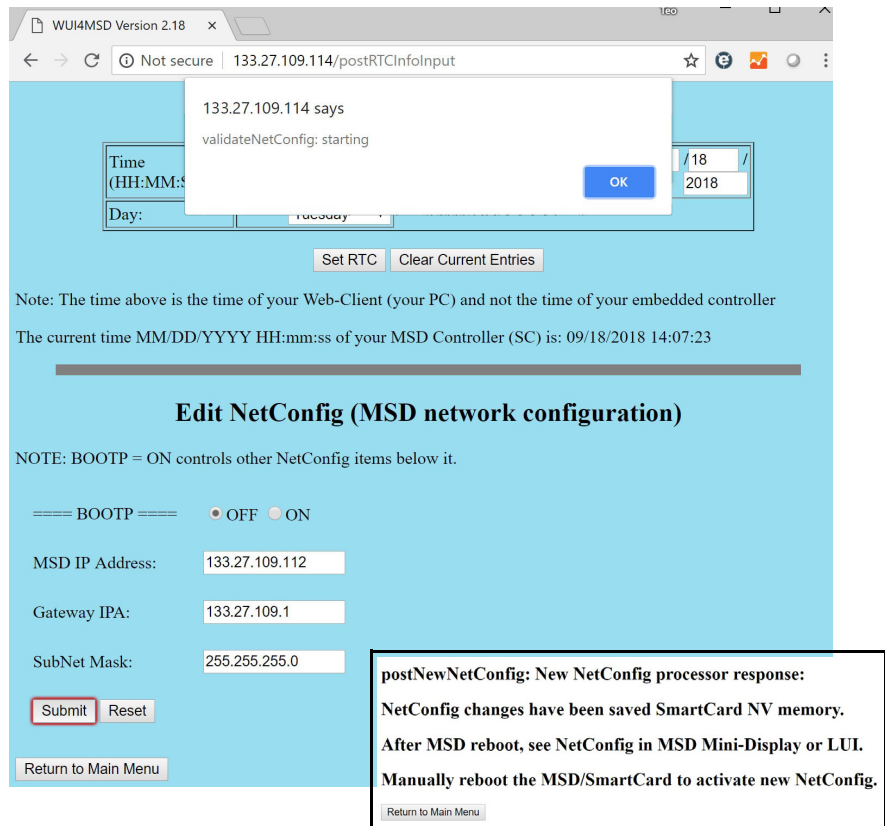 Teo
WUI4MSD Version 2.18
Not secure 133.27.109.114/postRTCInfoInput
133.27.109.114 says
validateNetConfig: starting
OK
Time
(HH:MM:S
/ 18 /
2018
Day:
Tuesday
Set RTC Clear Current Entries
Note: The time above is the time of your Web-Client (your PC) and not the time of your embedded controller
The current time MM/DD/YYYY HH:mm:ss of your MSD Controller (SC) is: 09/18/2018 14:07:23
Edit NetConfig (MSD network configuration)
NOTE: BOOTP = ON controls other NetConfig items below it.
==== BOOTP ==== OFF ON
MSD IP Address: 133.27.109.112
Gateway IPA: 133.27.109.1
SubNet Mask: 255.255.255.0
Submit Reset
Return to Main Menu
postNewNetConfig: New NetConfig processor response:
NetConfig changes have been saved SmartCard NV memory.
After MSD reboot, see NetConfig in MSD Mini-Display or LUI.
Manually reboot the MSD/SmartCard to activate new NetConfig.
Return to Main Menu